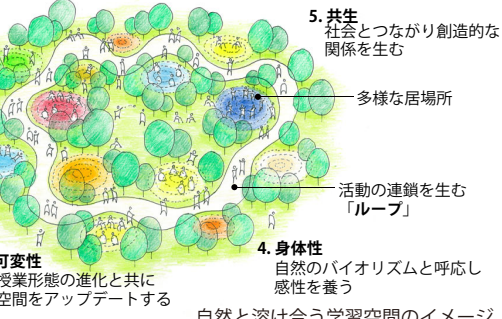 5. 共生
社会とつながり創造的な
関係を生む
多様な居場所
活動の連鎖を生む
「ループ」
4. 身体性
自然のバイオリズムと呼応し
感性を養う
可変性
授業形態の進化と共に
空間をアップデートする
自然と溶け合う学習空間のイメージ